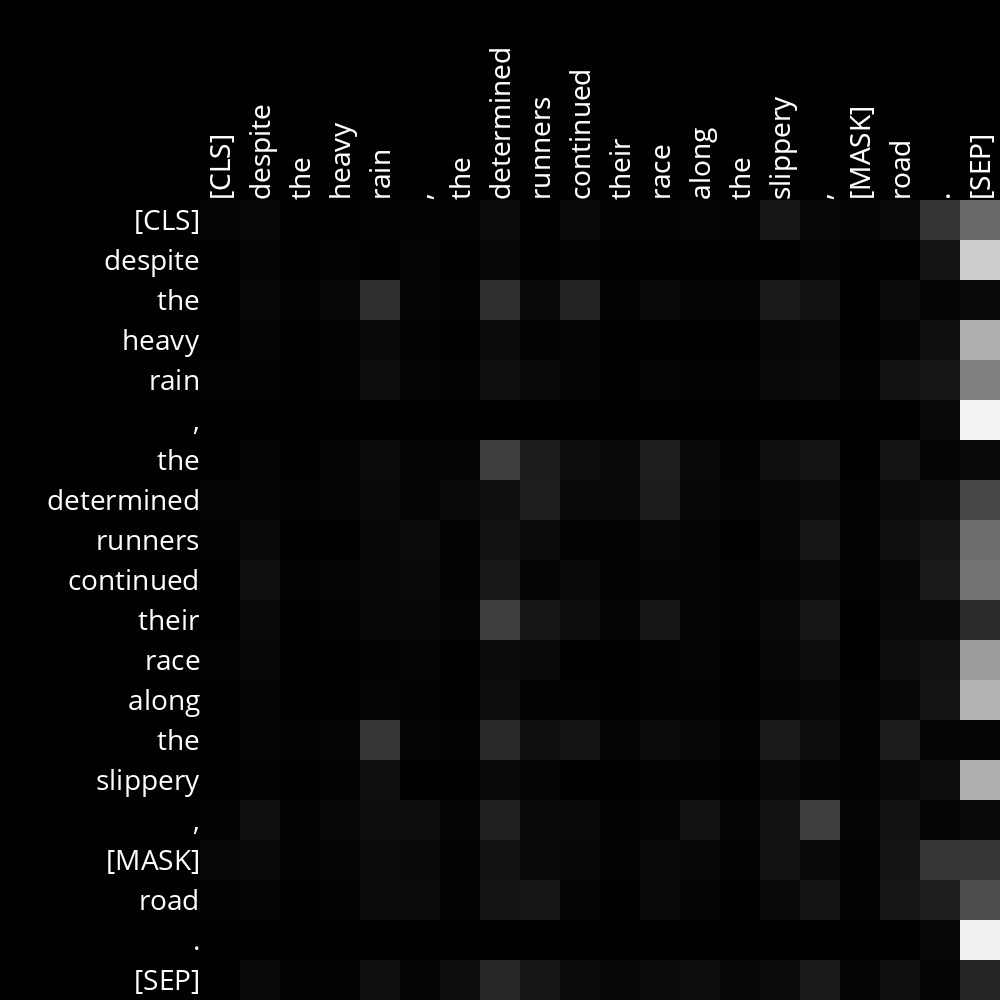 [CLS] despite the heavy rain , the determined runners continued their race along the slippery , [MASK] road . [SEP]
[CLS]
despite
the
heavy
rain
,
the
determined
runners
continued
their
race
along
the
slippery
,
[MASK]
road
.
[SEP]